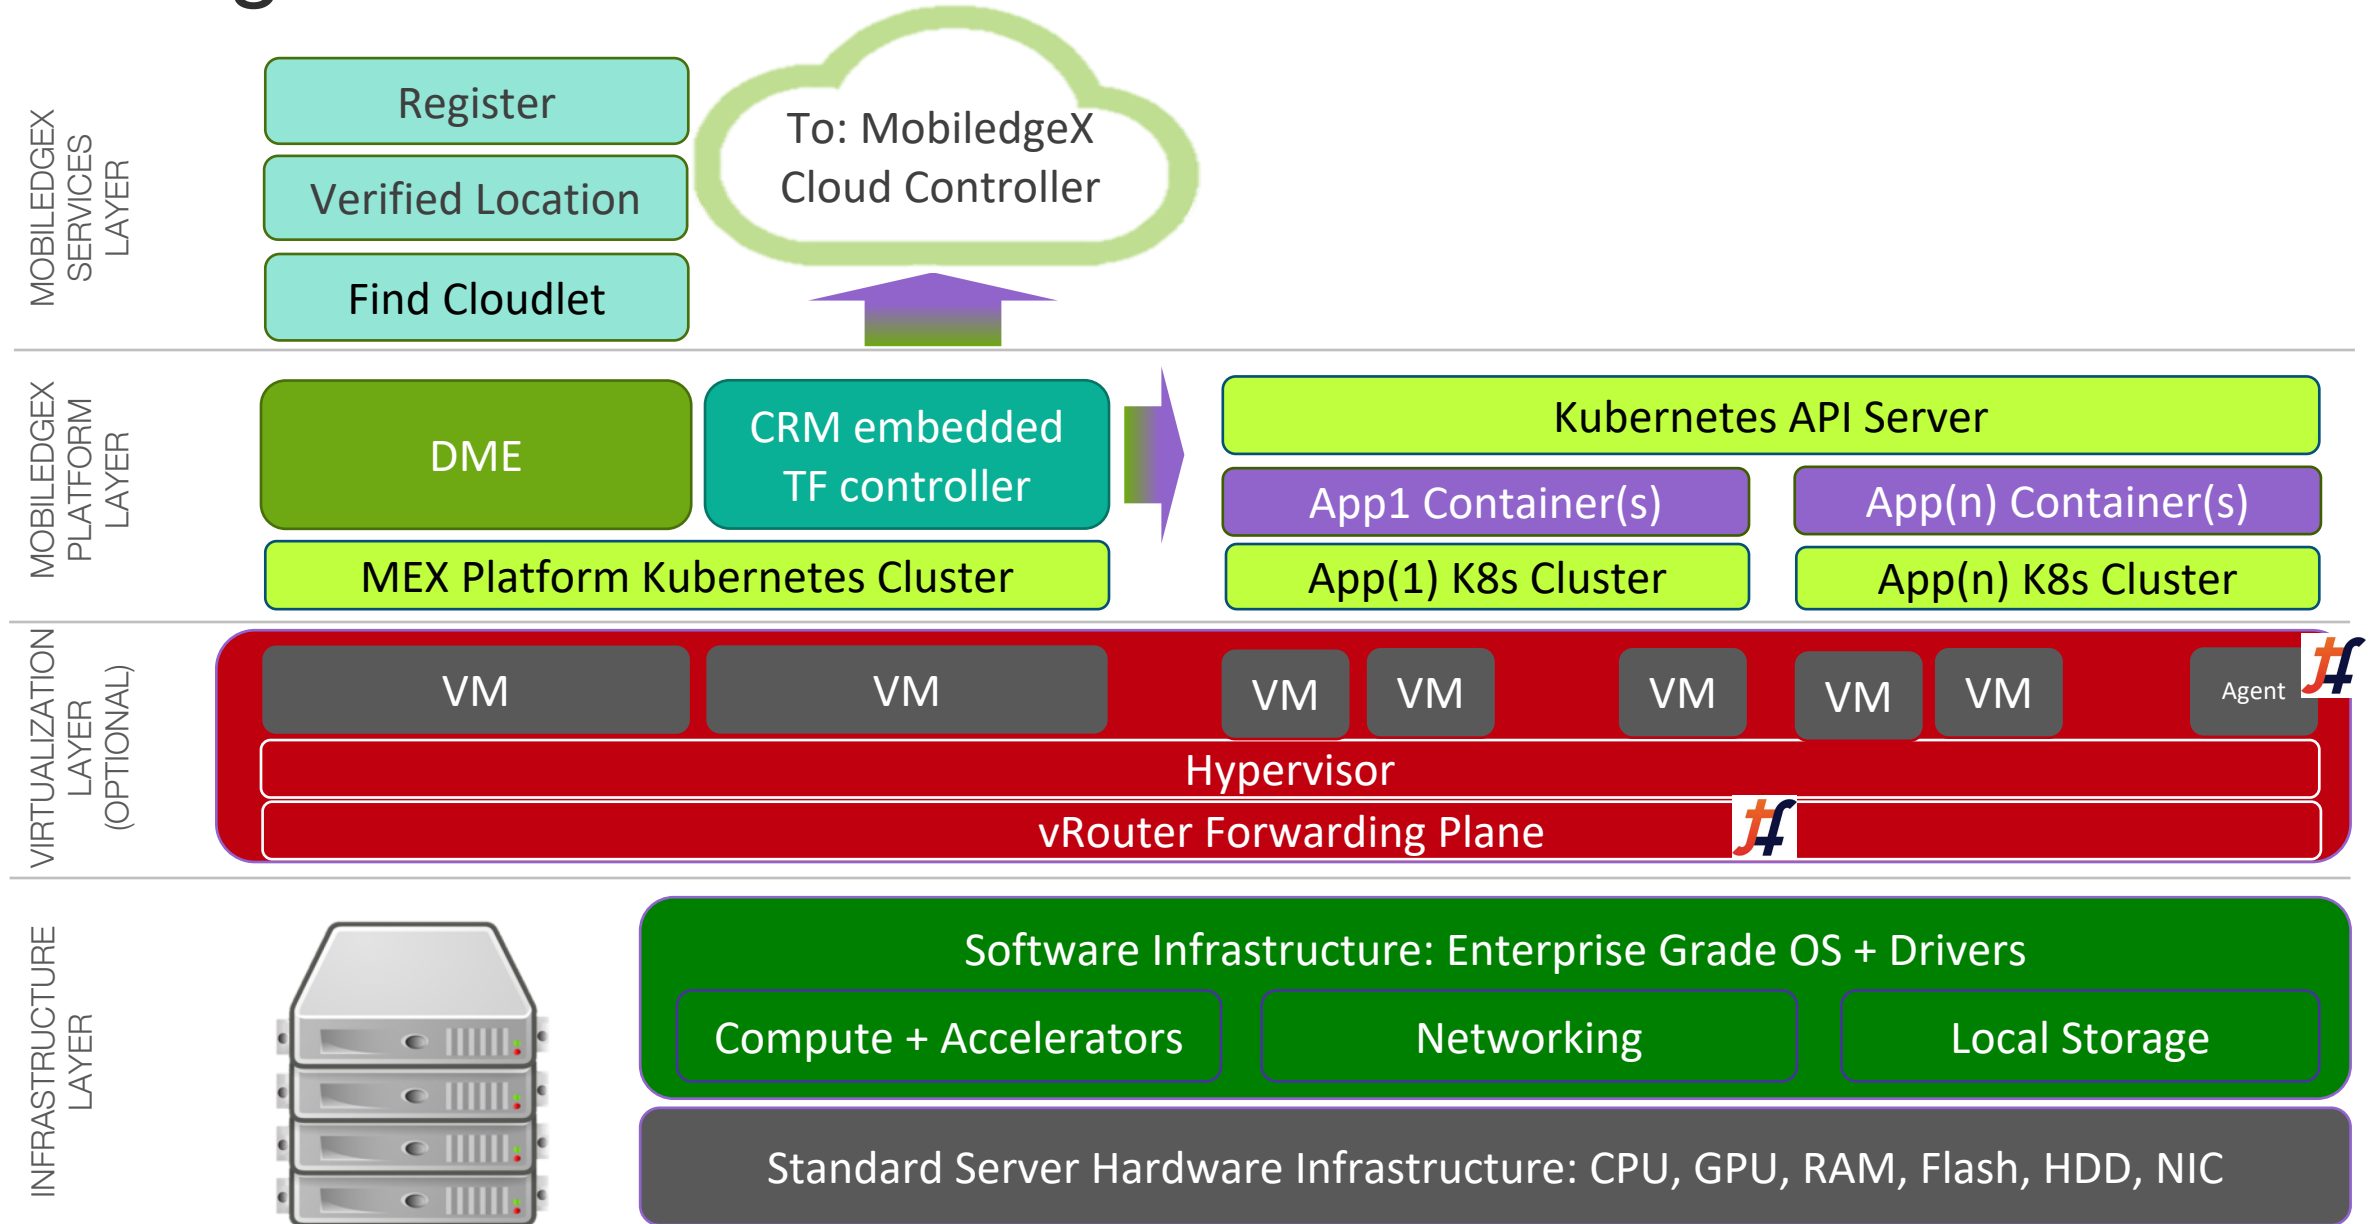 MOBILEDGEX
SERVICES
LAYER
Register
Verified Location
Find Cloudlet
To: MobiledgeX
Cloud Controller
MOBILEDGEX
PLATFORM
LAYER
DME
CRM embedded
TF controller
MEX Platform Kubernetes Cluster
Kubernetes API Server
App1 Container(s)
App(n) Container(s)
App(1) K8s Cluster
App(n) K8s Cluster
VIRTUALIZATION
LAYER
(OPTIONAL)
VM
VM
VM
VM
VM
VM
VM
Agent
Hypervisor
vRouter Forwarding Plane
INFRASTRUCTURE
LAYER
Software Infrastructure: Enterprise Grade OS + Drivers
Compute + Accelerators
Networking
Local Storage
Standard Server Hardware Infrastructure: CPU, GPU, RAM, Flash, HDD, NIC